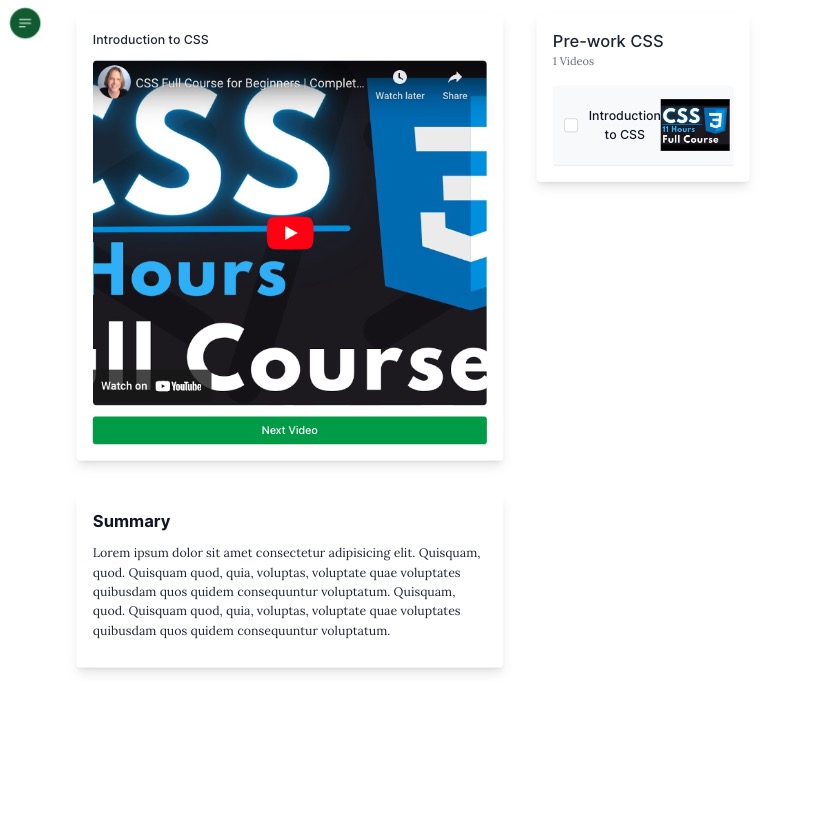 Introduction to CSS
CSS Full Course for Beginners | Complet...
Watch later
Share
CSS
Hours
ull Course
Watch on YouTube
Next Video
Summary
Lorem ipsum dolor sit amet consectetur adipisicing elit. Quisquam,
quod. Quisquam quod, quia, voluptas, voluptate quae voluptates
quibusdam quos quidem consequuntur voluptatum. Quisquam,
quod. Quisquam quod, quia, voluptas, voluptate quae voluptates
quibusdam quos quidem consequuntur voluptatum.
Pre-work CSS
1 Videos
Introduction
to CSS
CSS 3
11 Hours
Full Course